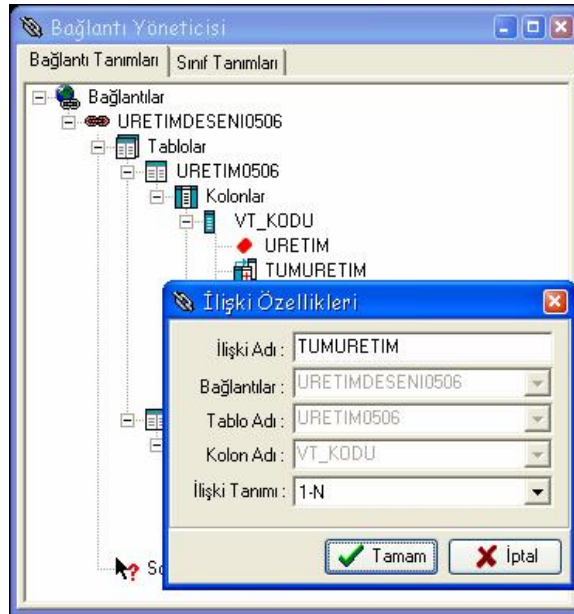 Bağlantı Yöneticisi
Bağlantı Tanımları
Sınıf Tanımları
Bağlantılar
URETIMDESENI0506
Tablolar
URETIM0506
Kolonlar
VT_KODU
URETIM
TUMURETIM
İlişki Özellikleri
İlişki Adı : TUMURETIM
Bağlantılar : URETIMDESENI0506
Tablo Adı : URETIM0506
Kolon Adı : VT_KODU
İlişki Tanımı : 1-N
Tamam
İptal